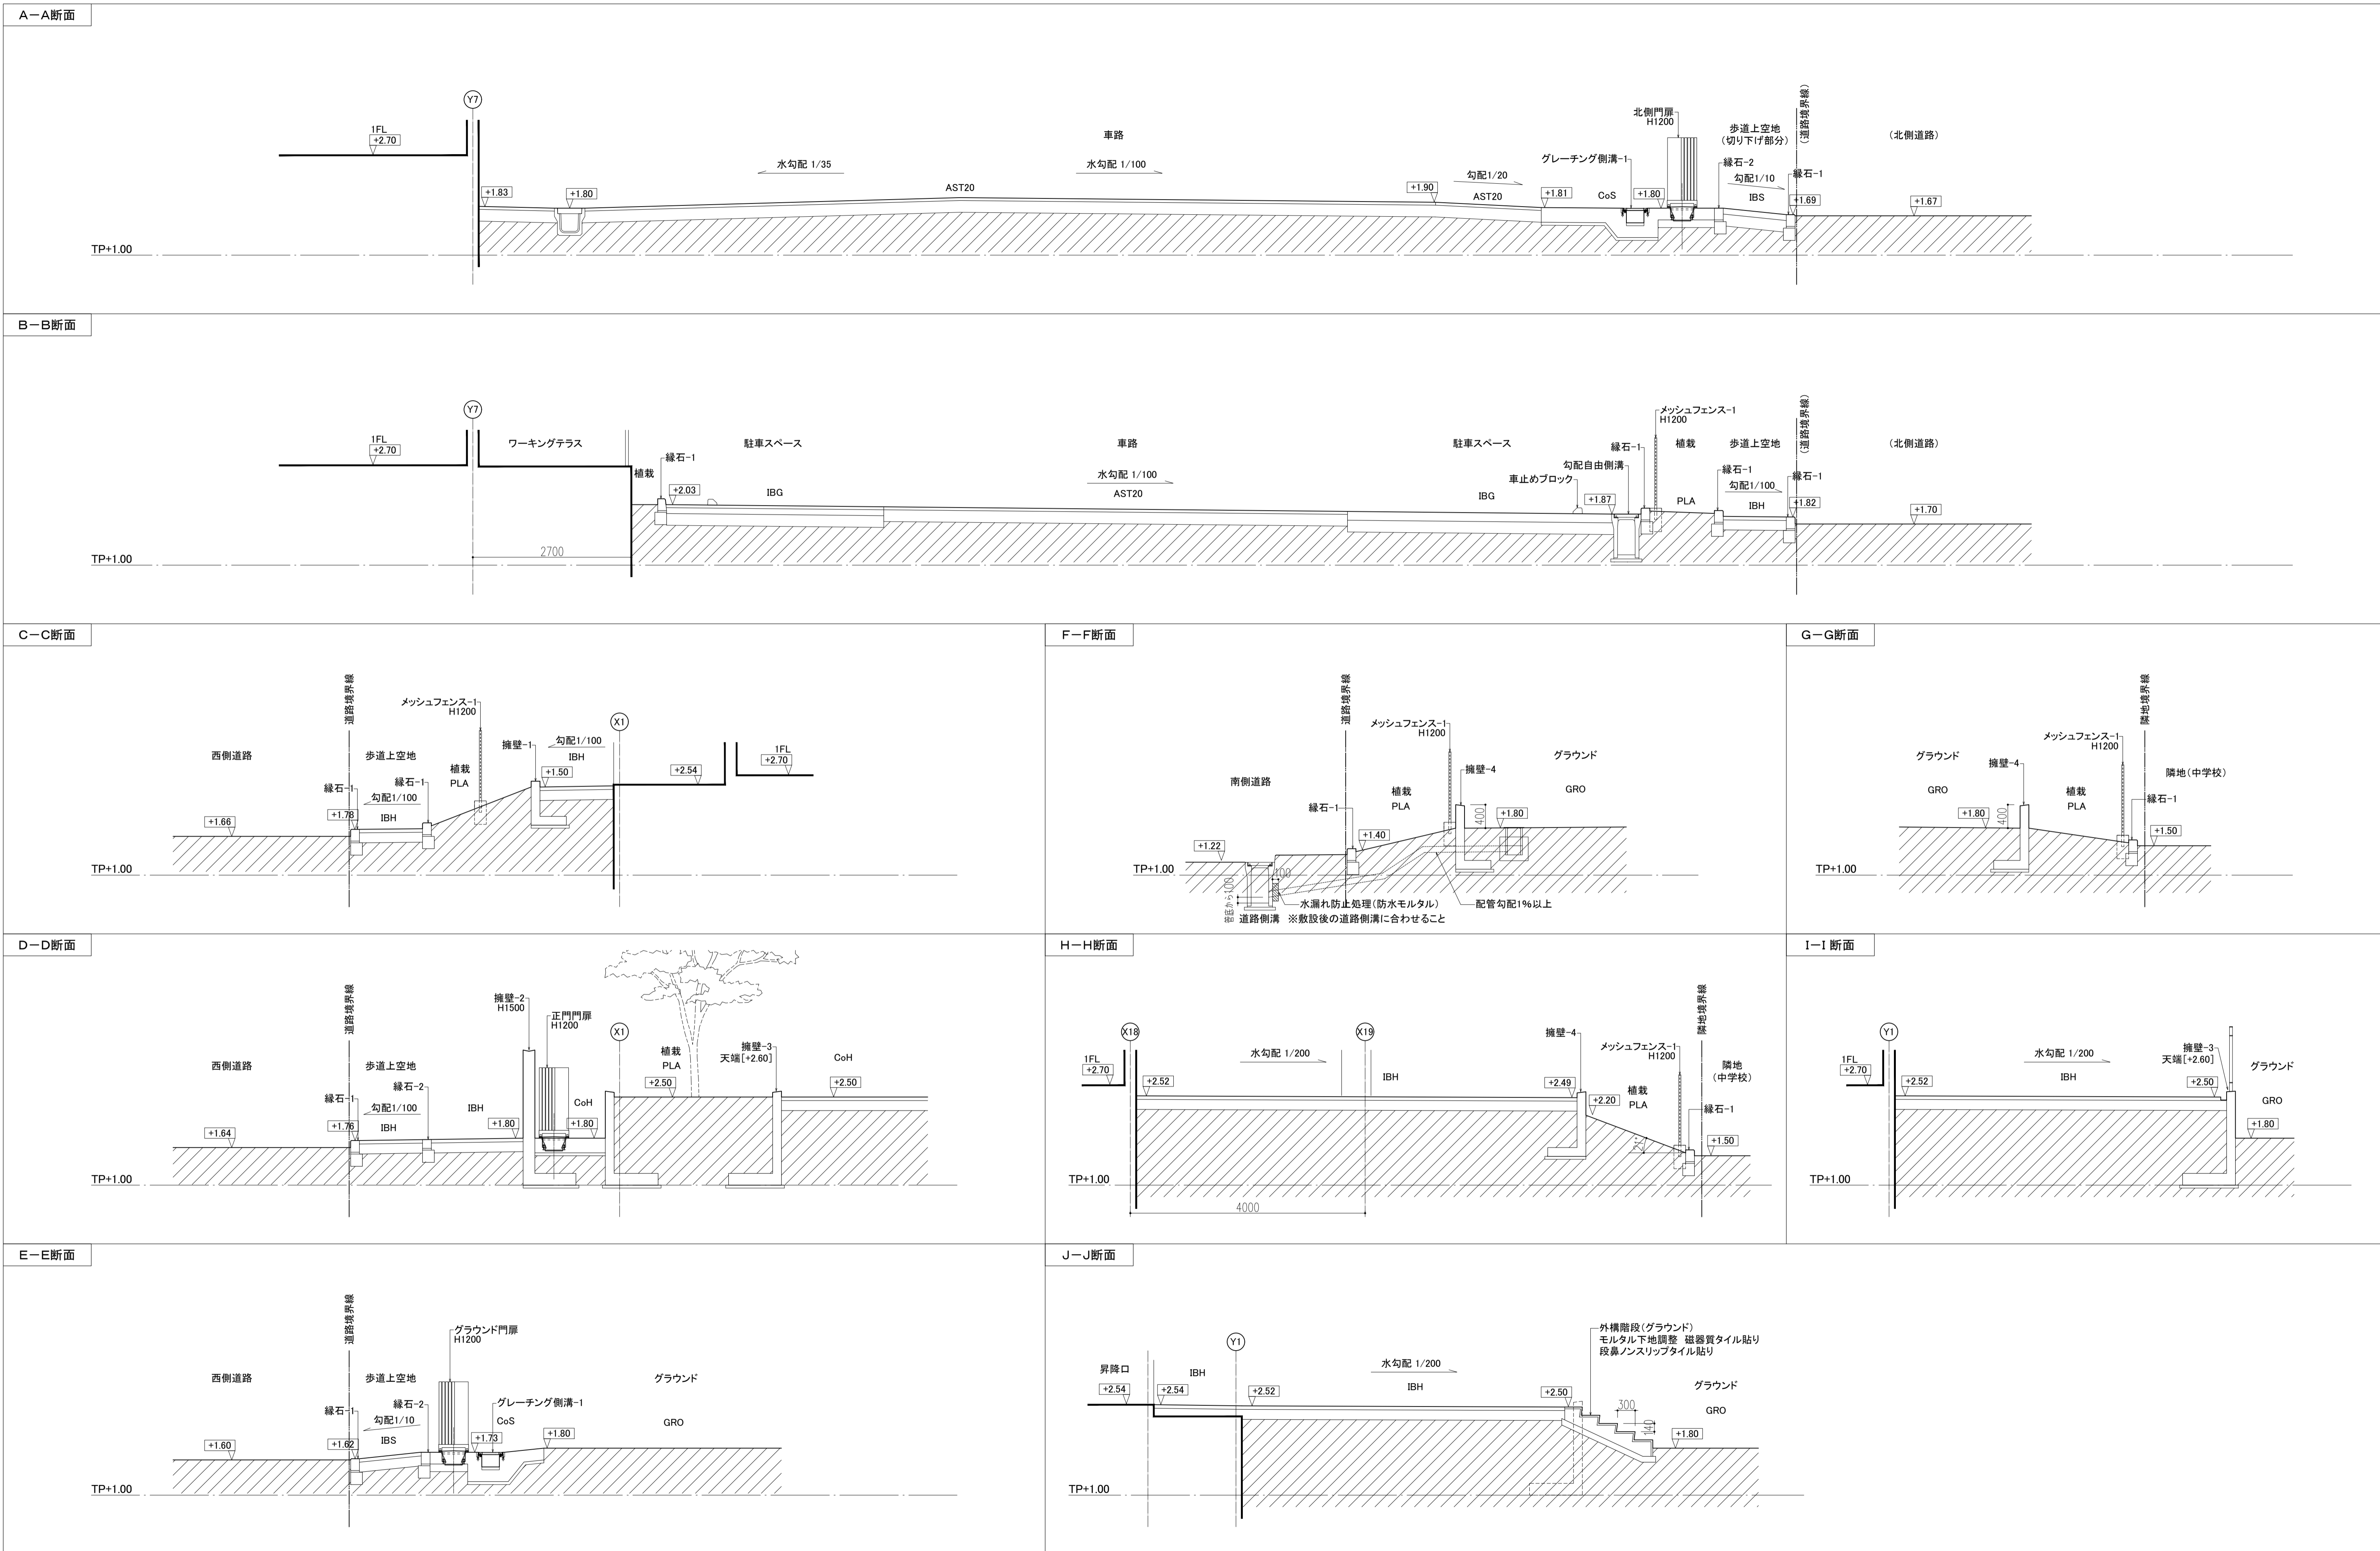 A－A断面
Y7
1FL
+2.70
+1.83
+1.80
水勾配 1/35
AST20
車路
水勾配 1/100
+1.90
勾配1/20
AST20
+1.81
グレーチング側溝-1
CoS
+1.80
北側門扉
H1200
歩道上空地
(切り下げ部分)
縁石-2
勾配1/10
IBS
縁石-1
+1.69
(道路境界線)
(北側道路)
+1.67
TP+1.00
B－B断面
Y7
1FL
+2.70
ワーキングテラス
植栽
縁石-1
+2.03
駐車スペース
IBG
車路
水勾配 1/100
AST20
駐車スペース
IBG
車止めブロック
勾配自由側溝
+1.87
縁石-1
メッシュフェンス-1
H1200
植栽
PLA
歩道上空地
縁石-1
勾配1/100
IBH
縁石-1
+1.82
(道路境界線)
(北側道路)
+1.70
2700
TP+1.00
C－C断面
西側道路
+1.66
道路境界線
歩道上空地
縁石-1
縁石-1
勾配1/100
+1.78
IBH
メッシュフェンス-1
H1200
植栽
PLA
擁壁-1
勾配1/100
IBH
+1.50
X1
+2.54
1FL
+2.70
TP+1.00
F－F断面
南側道路
+1.22
道路境界線
縁石-1
+1.40
植栽
PLA
メッシュフェンス-1
H1200
擁壁-4
400
+1.80
グラウンド
GRO
TP+1.00
100
管底から100
水漏れ防止処理(防水モルタル)
配管勾配1%以上
道路側溝 ※敷設後の道路側溝に合わせること
G－G断面
グラウンド
GRO
+1.80
400
擁壁-4
植栽
PLA
メッシュフェンス-1
H1200
隣地境界線
隣地(中学校)
縁石-1
+1.50
TP+1.00
D－D断面
西側道路
+1.64
道路境界線
歩道上空地
縁石-1
縁石-2
勾配1/100
+1.76
IBH
IBH
+1.80
擁壁-2
H1500
正門門扉
H1200
CoH
+1.80
X1
植栽
PLA
+2.50
擁壁-3
天端[+2.60]
CoH
+2.50
TP+1.00
H－H断面
X18
X19
1FL
+2.70
+2.52
水勾配 1/200
IBH
+2.49
擁壁-4
+2.20
植栽
PLA
メッシュフェンス-1
H1200
隣地境界線
隣地
(中学校)
縁石-1
+1.50
TP+1.00
4000
I－I 断面
Y1
1FL
+2.70
+2.52
水勾配 1/200
IBH
擁壁-3
天端[+2.60]
+2.50
グラウンド
GRO
+1.80
TP+1.00
E－E断面
西側道路
+1.60
道路境界線
歩道上空地
縁石-1
縁石-2
勾配1/10
+1.62
IBS
グラウンド門扉
H1200
グレーチング側溝-1
CoS
+1.73
+1.80
グラウンド
GRO
TP+1.00
J－J断面
昇降口
+2.54
+2.54
IBH
Y1
+2.52
水勾配 1/200
IBH
+2.50
外構階段(グラウンド)
モルタル下地調整 磁器質タイル貼り
段鼻ノンスリップタイル貼り
300
140
グラウンド
GRO
+1.80
TP+1.00